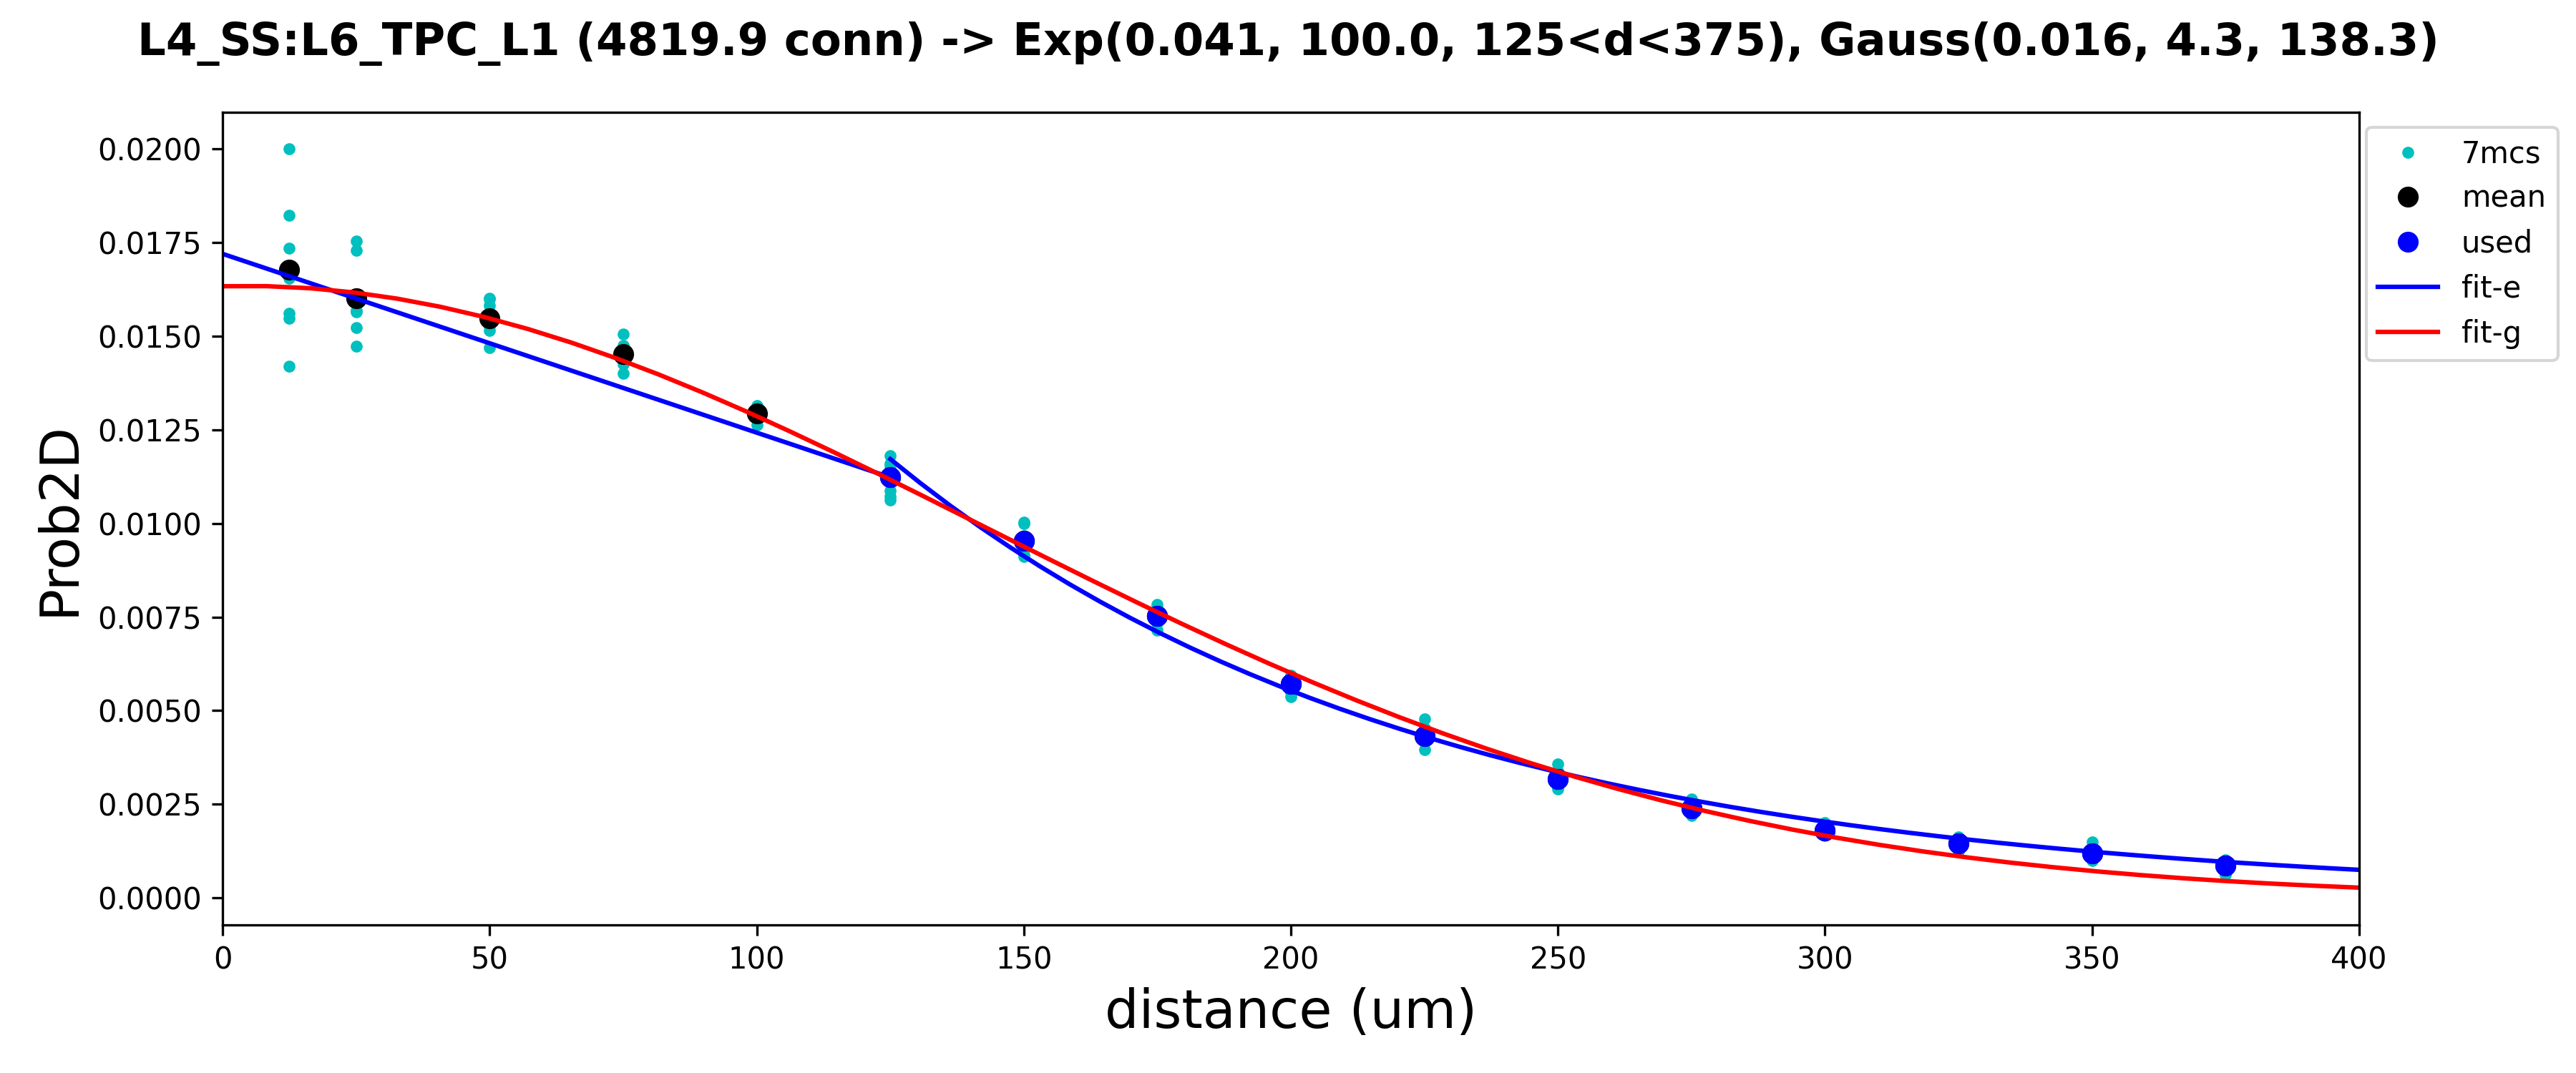 L4_SS:L6_TPC_L1 (4819.9 conn) -> Exp(0.041, 100.0, 125<d<375), Gauss(0.016, 4.3, 138.3)
0.0200
0.0175
0.0150
0.0125
0.0100
0.0075
0.0050
0.0025
0.0000
Prob2D
0 50 100 150 200 250 300 350 400
distance (um)
7mcs
mean
used
fit-e
fit-g